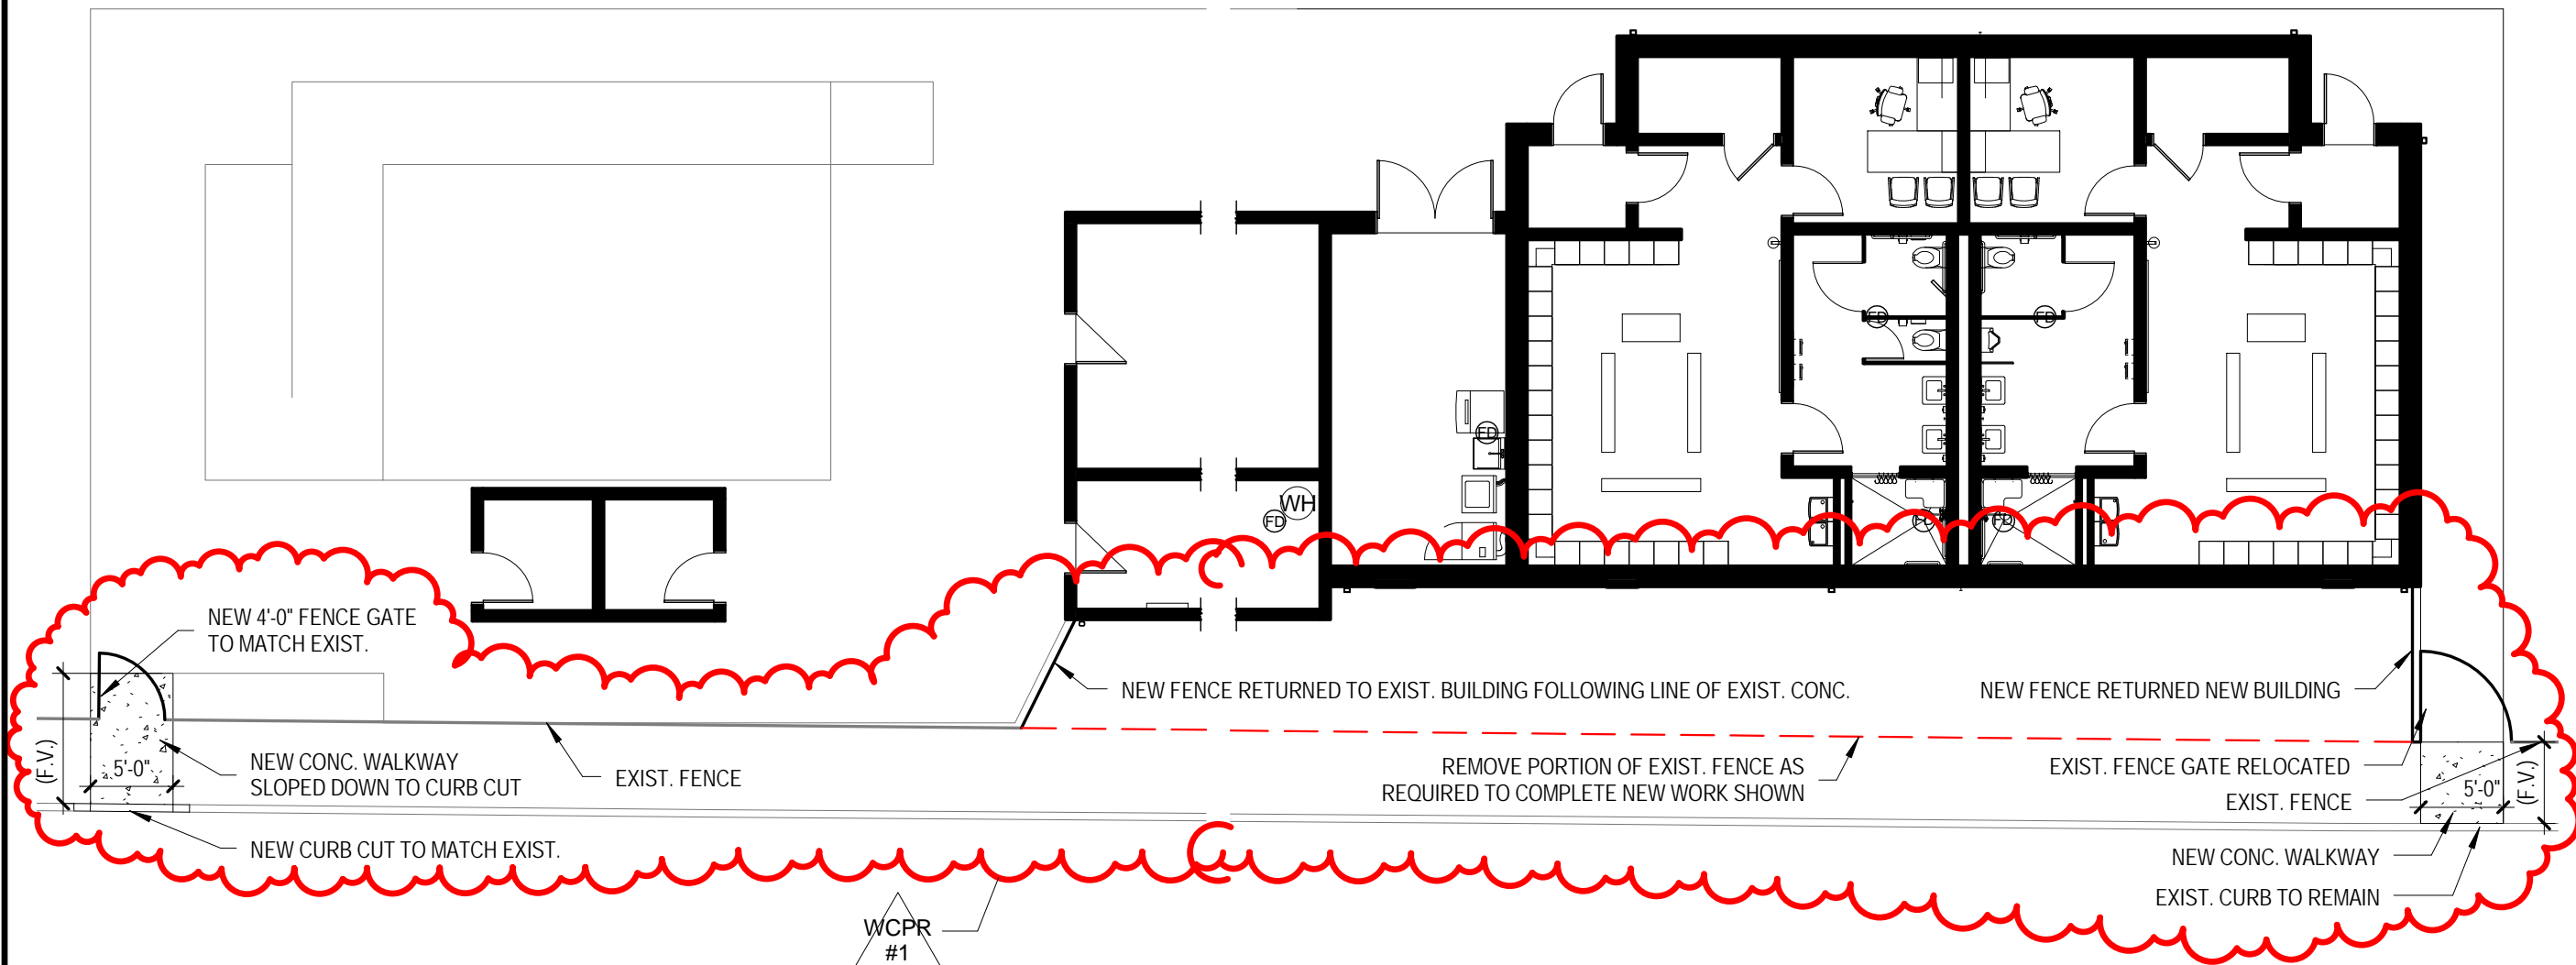 FD
FD
FD
WH
FD
FD
FD
NEW 4'-0" FENCE GATE
TO MATCH EXIST.
NEW FENCE RETURNED TO EXIST. BUILDING FOLLOWING LINE OF EXIST. CONC.
NEW FENCE RETURNED NEW BUILDING
(F.V.)
5'-0"
NEW CONC. WALKWAY
SLOPED DOWN TO CURB CUT
EXIST. FENCE
REMOVE PORTION OF EXIST. FENCE AS
REQUIRED TO COMPLETE NEW WORK SHOWN
EXIST. FENCE GATE RELOCATED
EXIST. FENCE
5'-0"
(F.V.)
NEW CURB CUT TO MATCH EXIST.
NEW CONC. WALKWAY
EXIST. CURB TO REMAIN
WCPR
#1